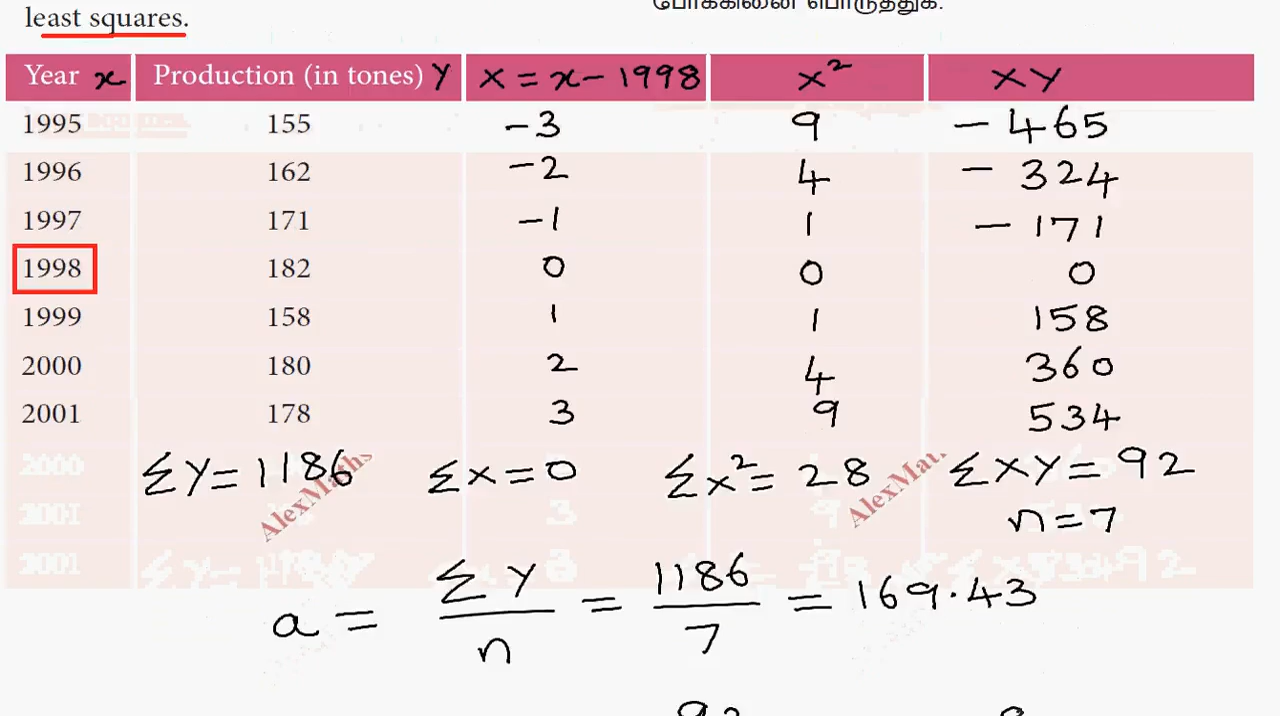 least squares.
போக்கினை பொருத்துக.
Year x Production (in tones) Y X = x - 1998 X² XY
1995 155 -3 9 -465
1996 162 -2 4 -324
1997 171 -1 1 -171
1998 182 0 0 0
1999 158 1 1 158
2000 180 2 4 360
2001 178 3 9 534
ΣY = 1186 ΣX = 0 ΣX² = 28 ΣXY = 92
AlexMaths AlexMat
n = 7
a = ΣY/n = 1186/7 = 169.43
92